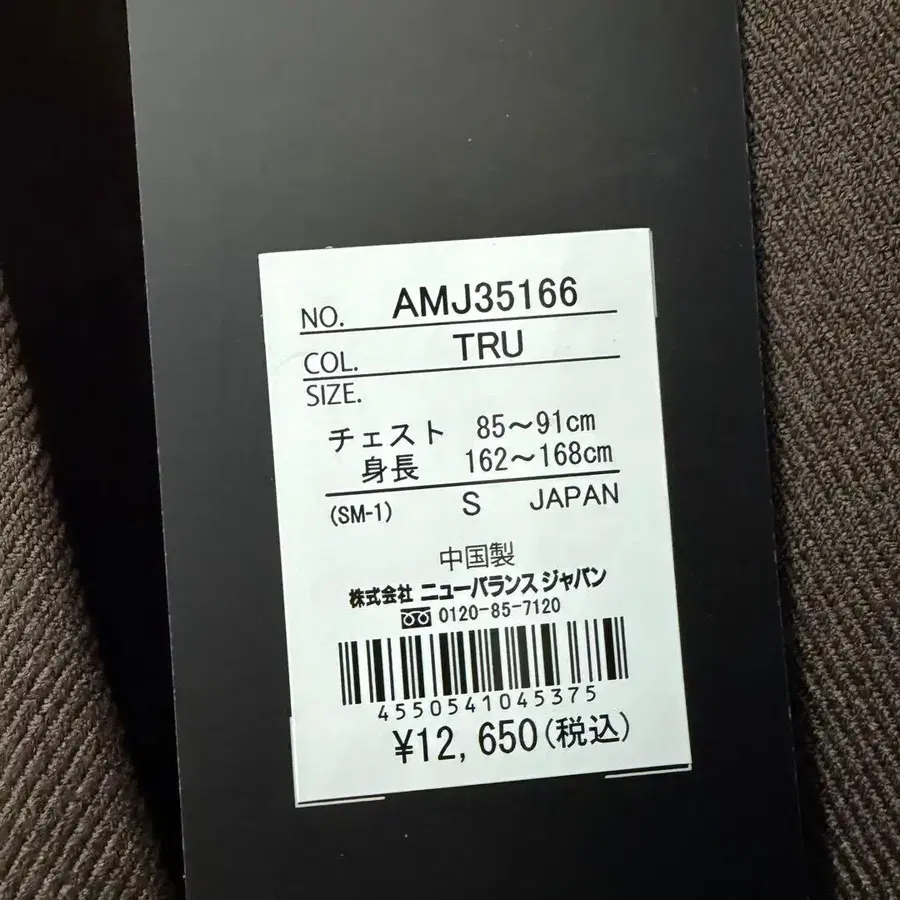 NO. AMJ35166
COL. TRU
SIZE.
チェスト 85～91cm
身長 162～168cm
(SM-1) S JAPAN
中国製
株式会社 ニューバランス ジャパン
0120-85-7120
4550541045375
¥12,650(税込)